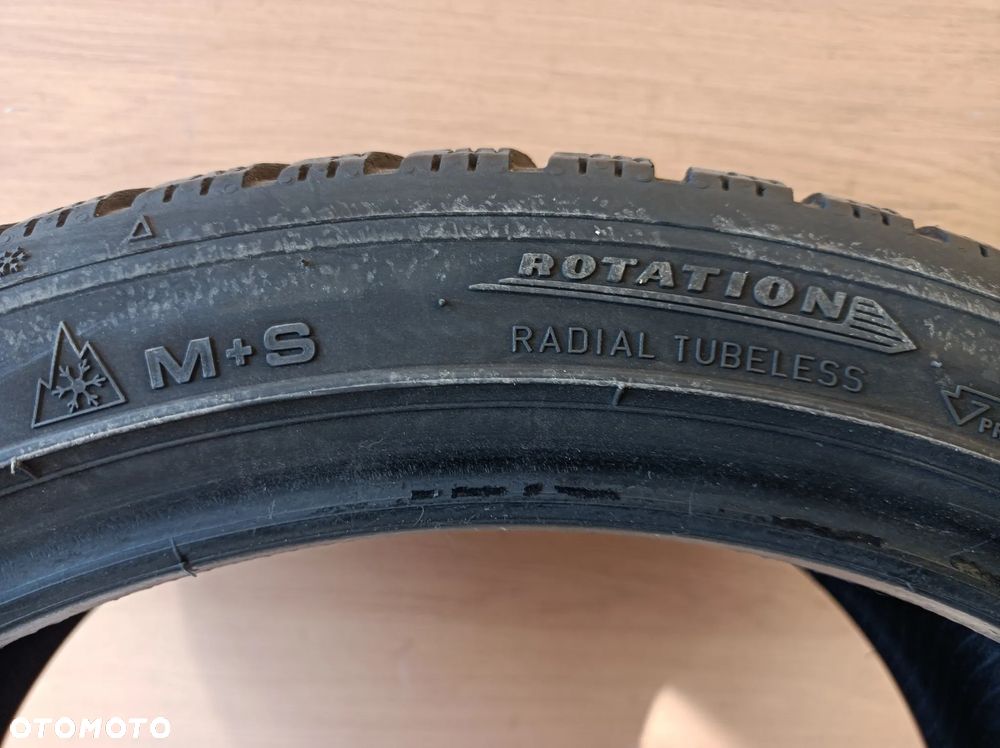 ROTATION
M+S
RADIAL TUBELESS
OTOMOTO